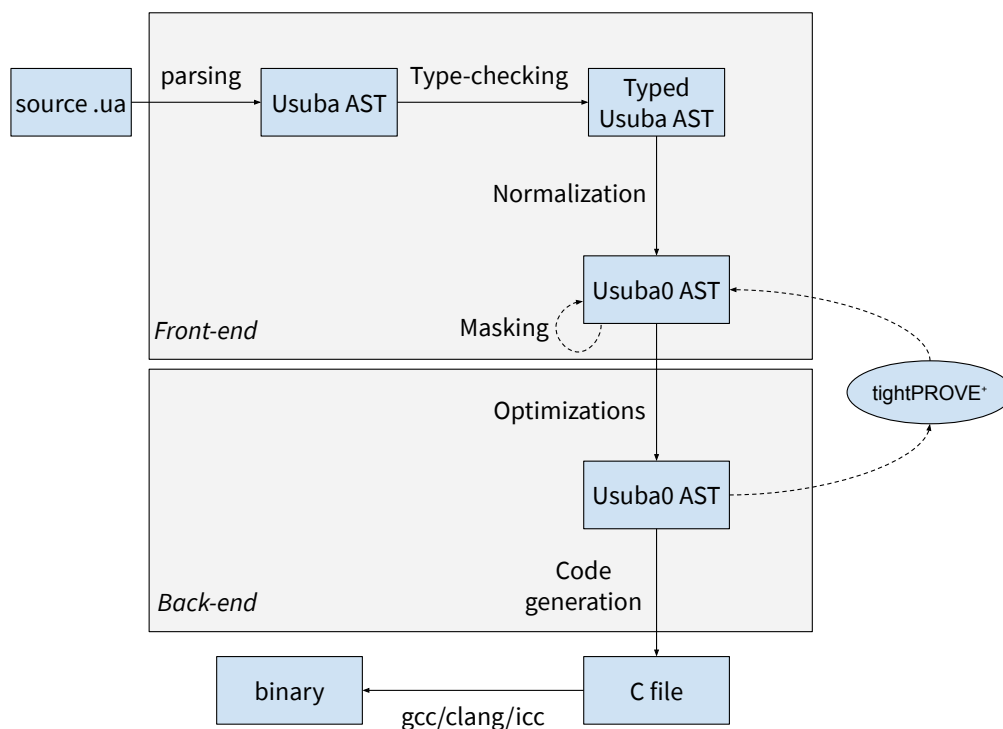 parsing
Type-checking
source .ua
Usuba AST
Typed
Usuba AST
Normalization
Usuba0 AST
Masking
Front-end
tightPROVE⁺
Optimizations
Usuba0 AST
Code
generation
Back-end
binary
C file
gcc/clang/icc